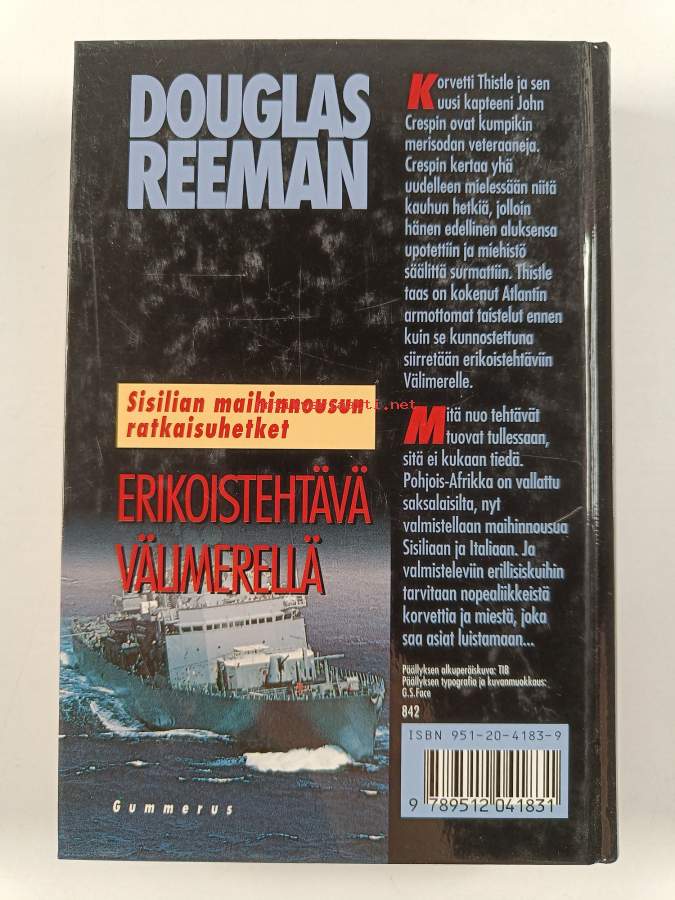 DOUGLAS
REEMAN
Sisilian maihinnousun
ratkaisuhetket
ERIKOISTEHTÄVÄ
VÄLIMERELLÄ
Gummerus
Korvetti Thistle ja sen
uusi kapteeni John
Crespin ovat kumpikin
merisodan veteraaneja.
Crespin kertaa yhä
uudelleen mielessään niitä
kauhun hetkiä, jolloin
hänen edellinen aluksensa
upotettiin ja miehistö
säälittä surmattiin. Thistle
taas on kokenut Atlantin
armottomat taistelut ennen
kuin se kunnostettuna
siirretään erikoistehtäviin
Välimerelle.
Mitä nuo tehtävät
tuovat tullessaan,
sitä ei kukaan tiedä.
Pohjois-Afrikka on vallattu
saksalaisilta, nyt
valmistellaan maihinnousua
Sisiliaan ja Italiaan. Ja
valmisteleviin erillisiskuihin
tarvitaan nopealiikkeistä
korvettia ja miestä, joka
saa asiat luistamaan...
Päällyksen alkuperäiskuva: TIB
Päällyksen typografia ja kuvanmuokkaus:
G.S.Face
842
ISBN 951-20-4183-9
9 789512 041831